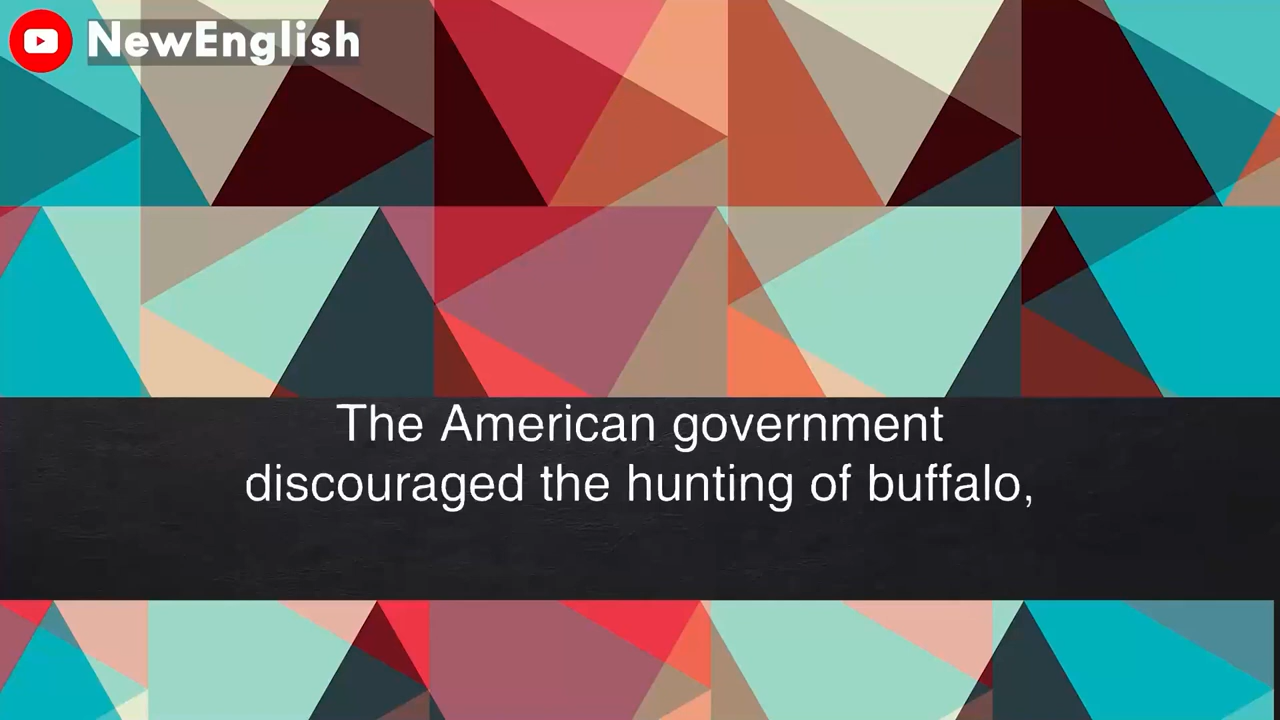 NewEnglish
The American government
discouraged the hunting of buffalo,